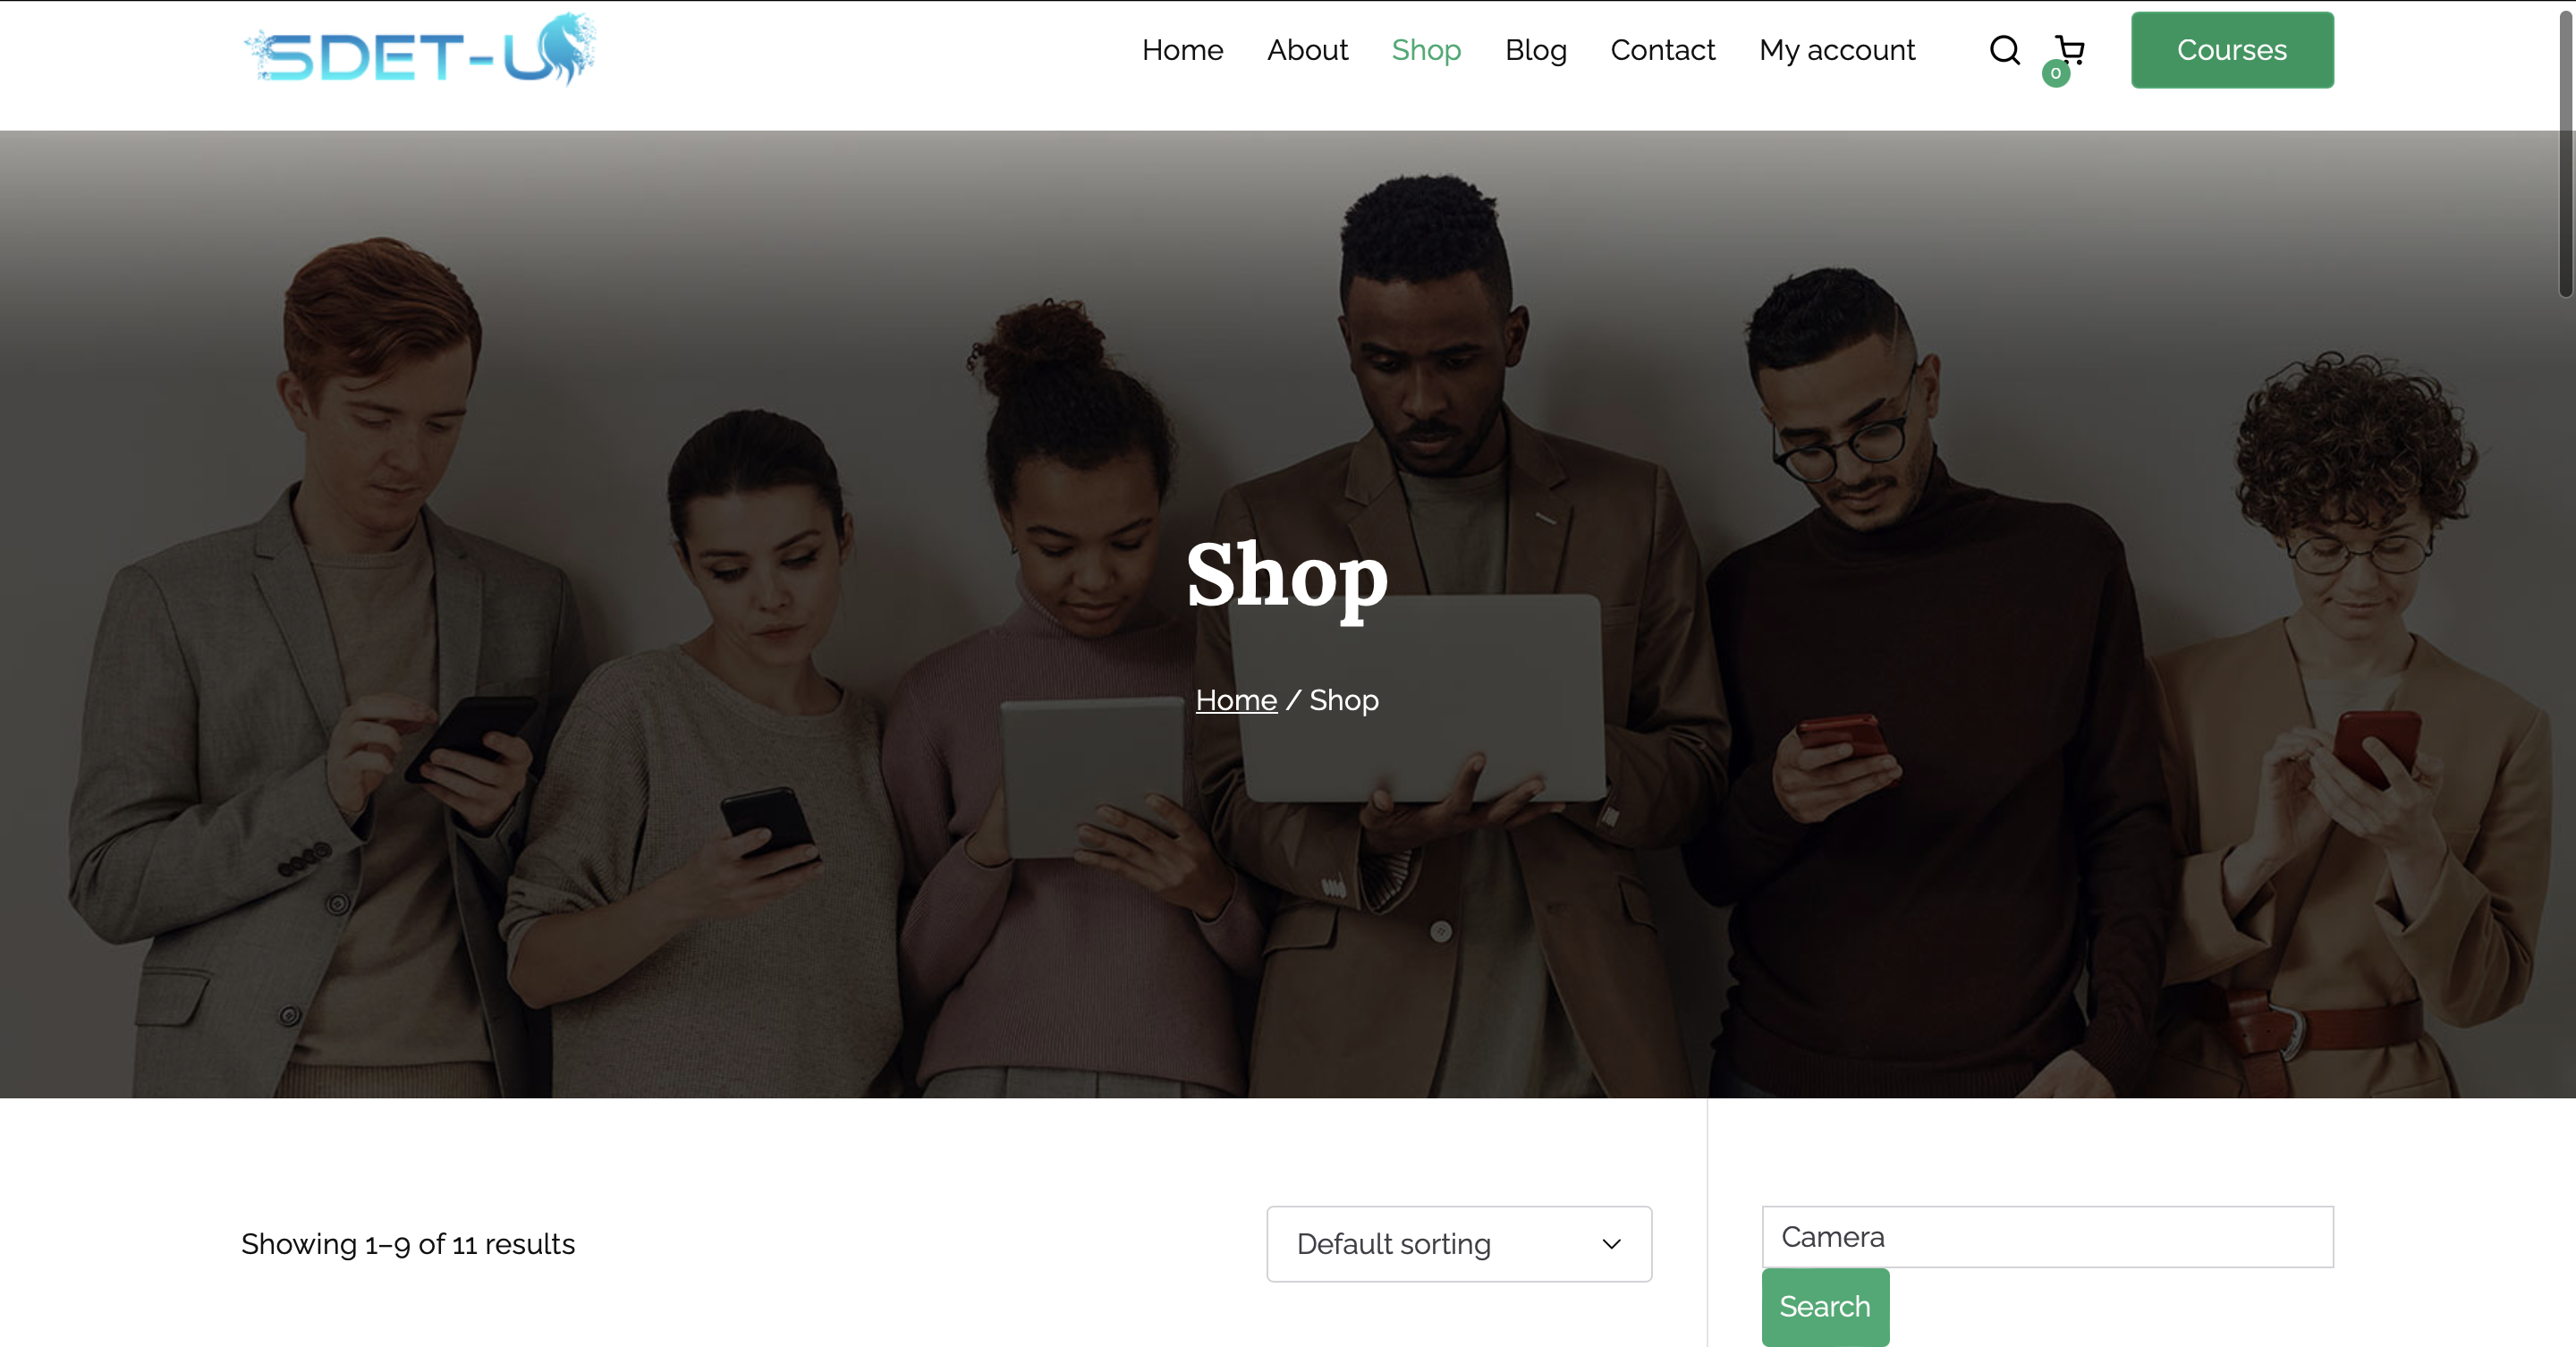 SDET-U
Home About Shop Blog Contact My account 0 Courses
Shop
Home / Shop
Showing 1–9 of 11 results
Default sorting
Camera
Search